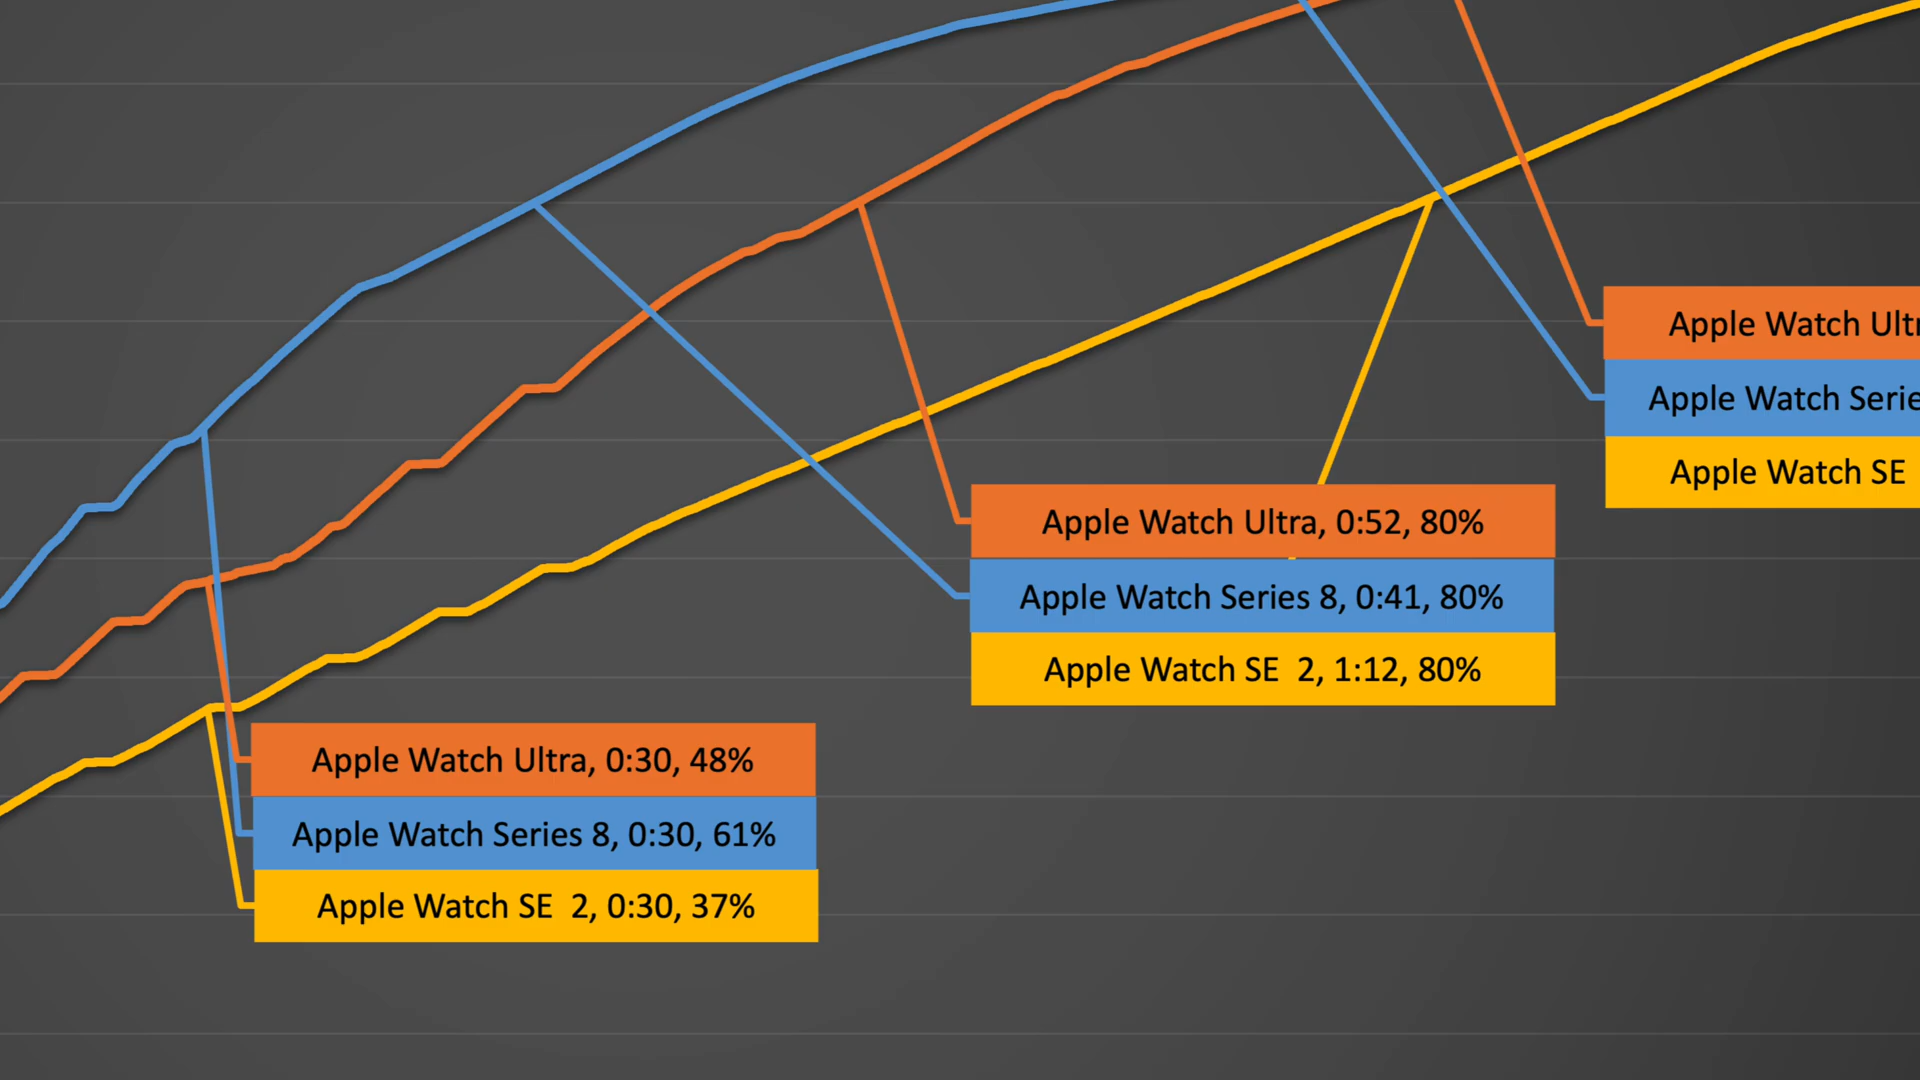 Apple Watch Ultra, 0:30, 48%
Apple Watch Series 8, 0:30, 61%
Apple Watch SE  2, 0:30, 37%
Apple Watch Ultra, 0:52, 80%
Apple Watch Series 8, 0:41, 80%
Apple Watch SE  2, 1:12, 80%
Apple Watch
Apple Watch
Apple Watch SE